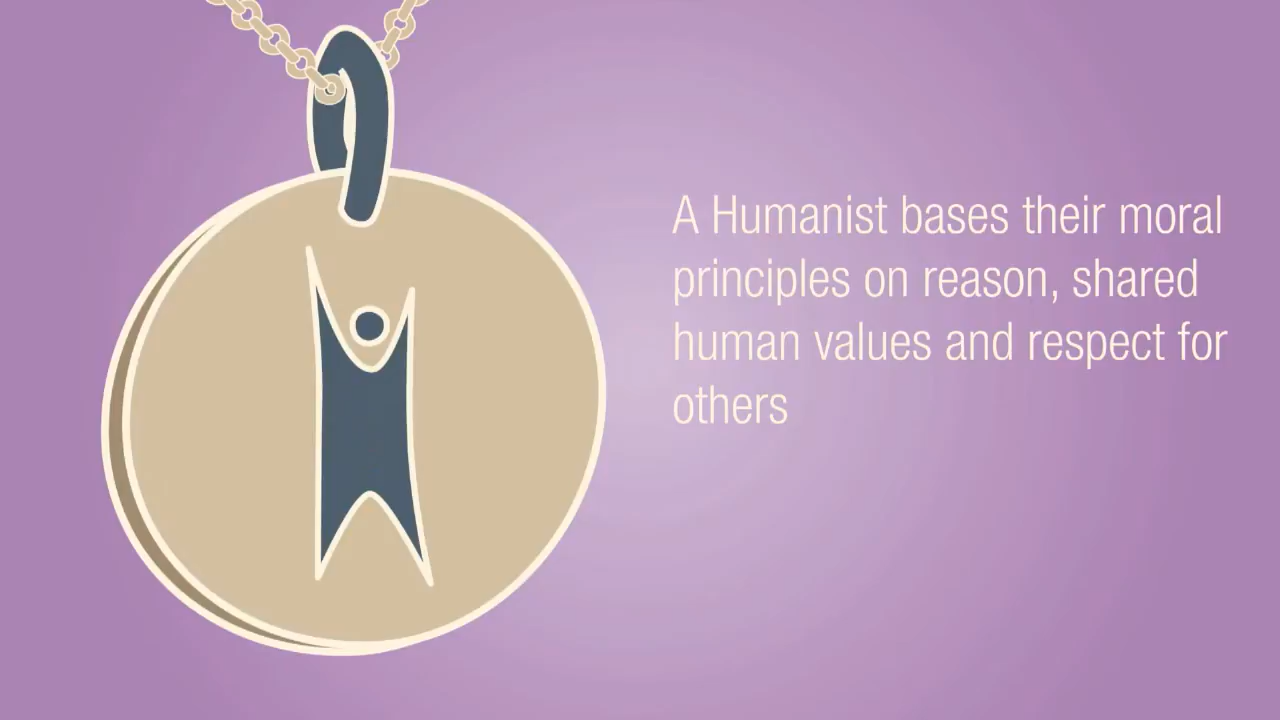 A Humanist bases their moral
principles on reason, shared
human values and respect for
others